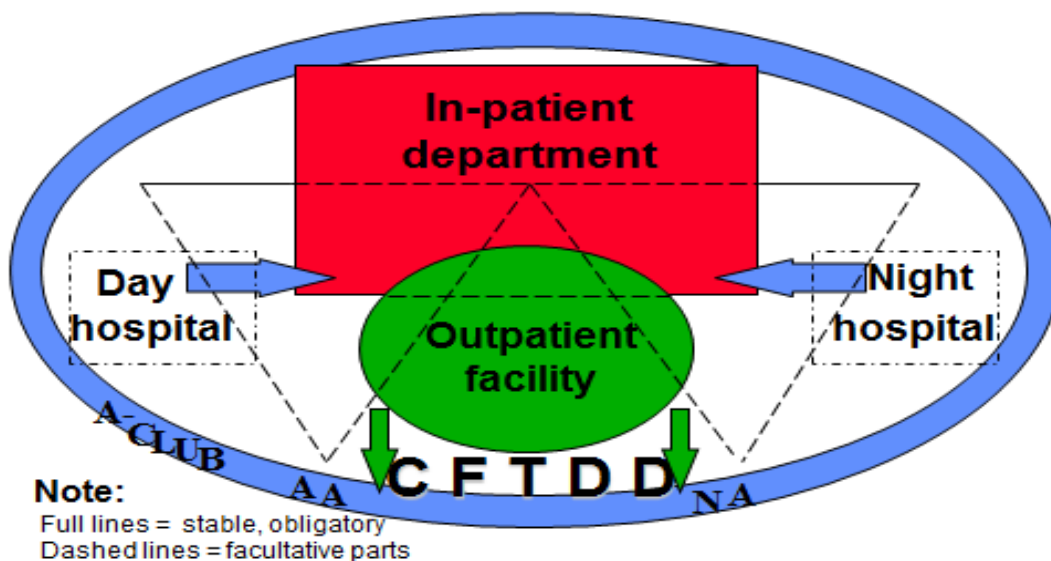 In-patient
department
Day
hospital
Night
hospital
Outpatient
facility
A-CLUB
AA
C F T D D
NA
Note:
Full lines = stable, obligatory
Dashed lines = facultative parts